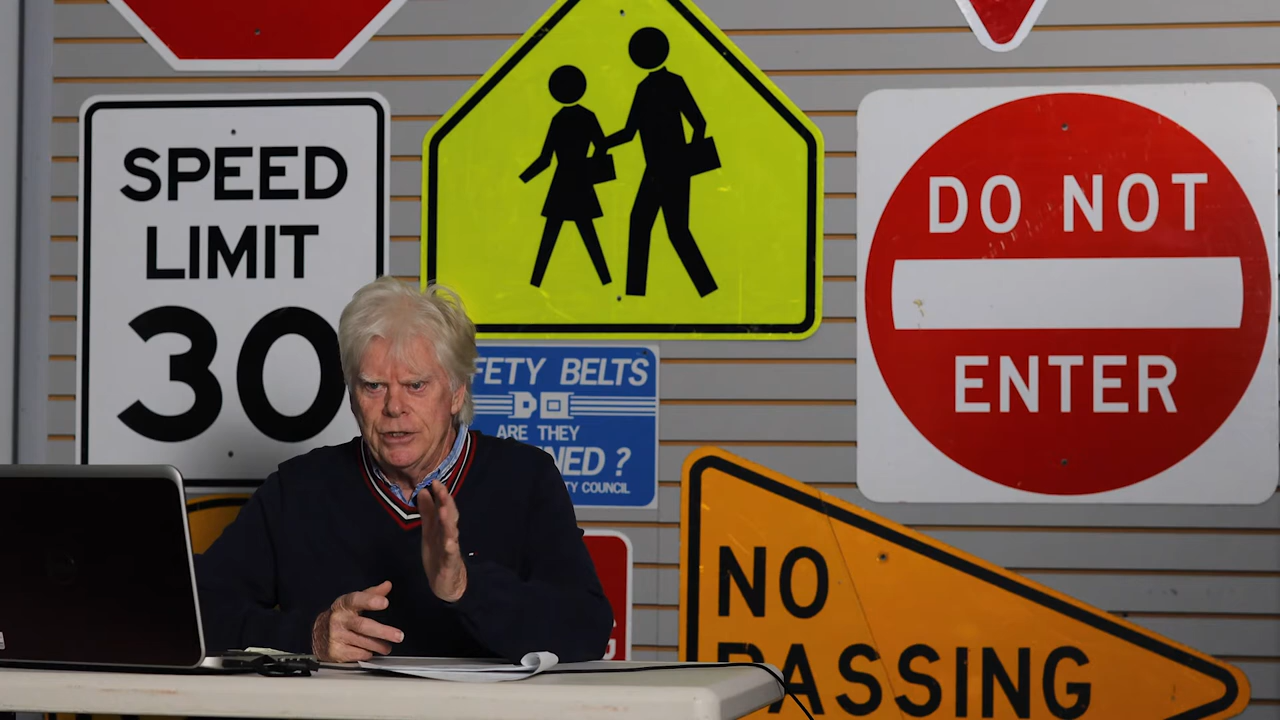 SPEED
LIMIT
30
FETY BELTS
ARE THEY
NED ?
TY COUNCIL
DO NOT
ENTER
NO
PASSING